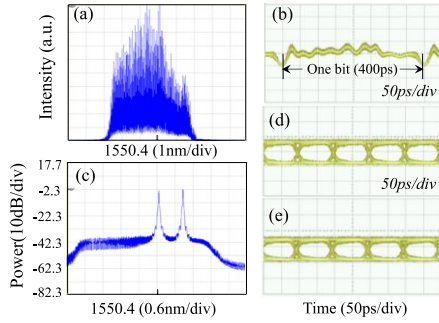 (a)
Intensity (a.u.)
1550.4 (1nm/div)
(b)
One bit (400ps)
50ps/div
(c)
Power(10dB/div)
17.7
-2.3
-22.3
-42.3
-62.3
-82.3
1550.4 (0.6nm/div)
(d)
50ps/div
(e)
Time (50ps/div)